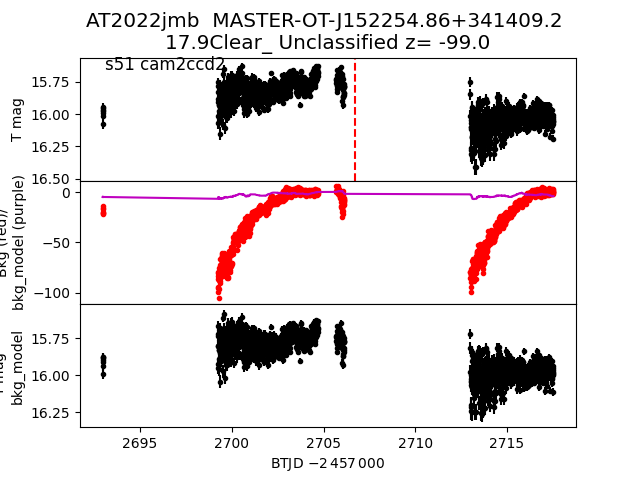 AT2022jmb MASTER-OT-J152254.86+341409.2
17.9Clear_ Unclassified z= -99.0
s51 cam2ccd2
T mag
15.75
16.00
16.25
16.50
Bkg (red)/
bkg_model (purple)
0
−50
−100
mag
bkg_model
15.75
16.00
16.25
2695
2700
2705
2710
2715
BTJD −2 457 000